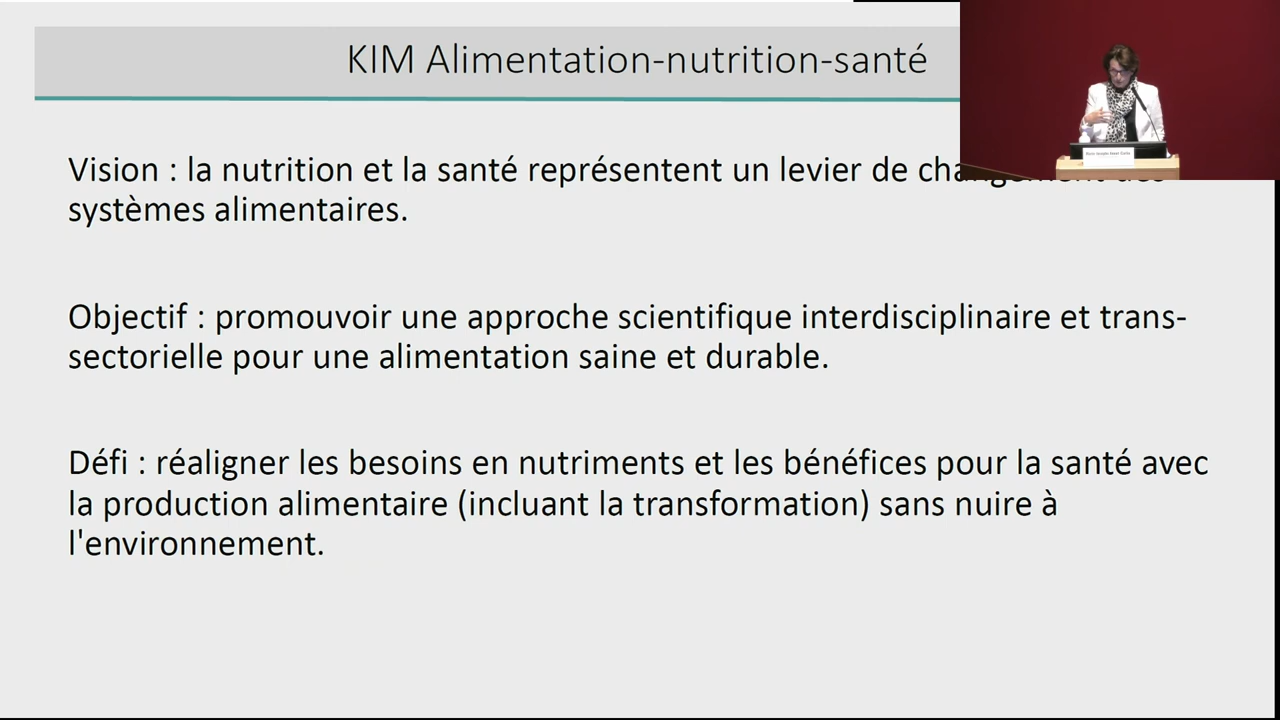 KIM Alimentation-nutrition-santé
Vision : la nutrition et la santé représentent un levier de changement des
systèmes alimentaires.
Objectif : promouvoir une approche scientifique interdisciplinaire et trans-
sectorielle pour une alimentation saine et durable.
Défi : réaligner les besoins en nutriments et les bénéfices pour la santé avec
la production alimentaire (incluant la transformation) sans nuire à
l'environnement.